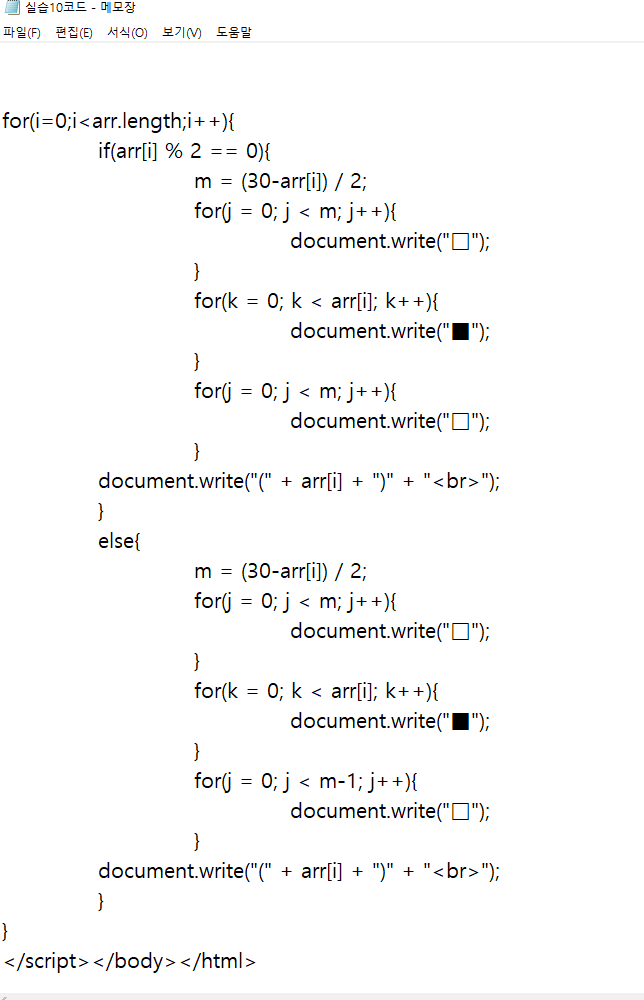 실습10코드 - 메모장
파일(F) 편집(E) 서식(O) 보기(V) 도움말
for(i=0;i<arr.length;i++){
if(arr[i] % 2 == 0){
m = (30-arr[i]) / 2;
for(j = 0; j < m; j++){
document.write("□");
}
for(k = 0; k < arr[i]; k++){
document.write("■");
}
for(j = 0; j < m; j++){
document.write("□");
}
document.write("(" + arr[i] + ")" + "<br>");
}
else{
m = (30-arr[i]) / 2;
for(j = 0; j < m; j++){
document.write("□");
}
for(k = 0; k < arr[i]; k++){
document.write("■");
}
for(j = 0; j < m-1; j++){
document.write("□");
}
document.write("(" + arr[i] + ")" + "<br>");
}
}
</script></body></html>